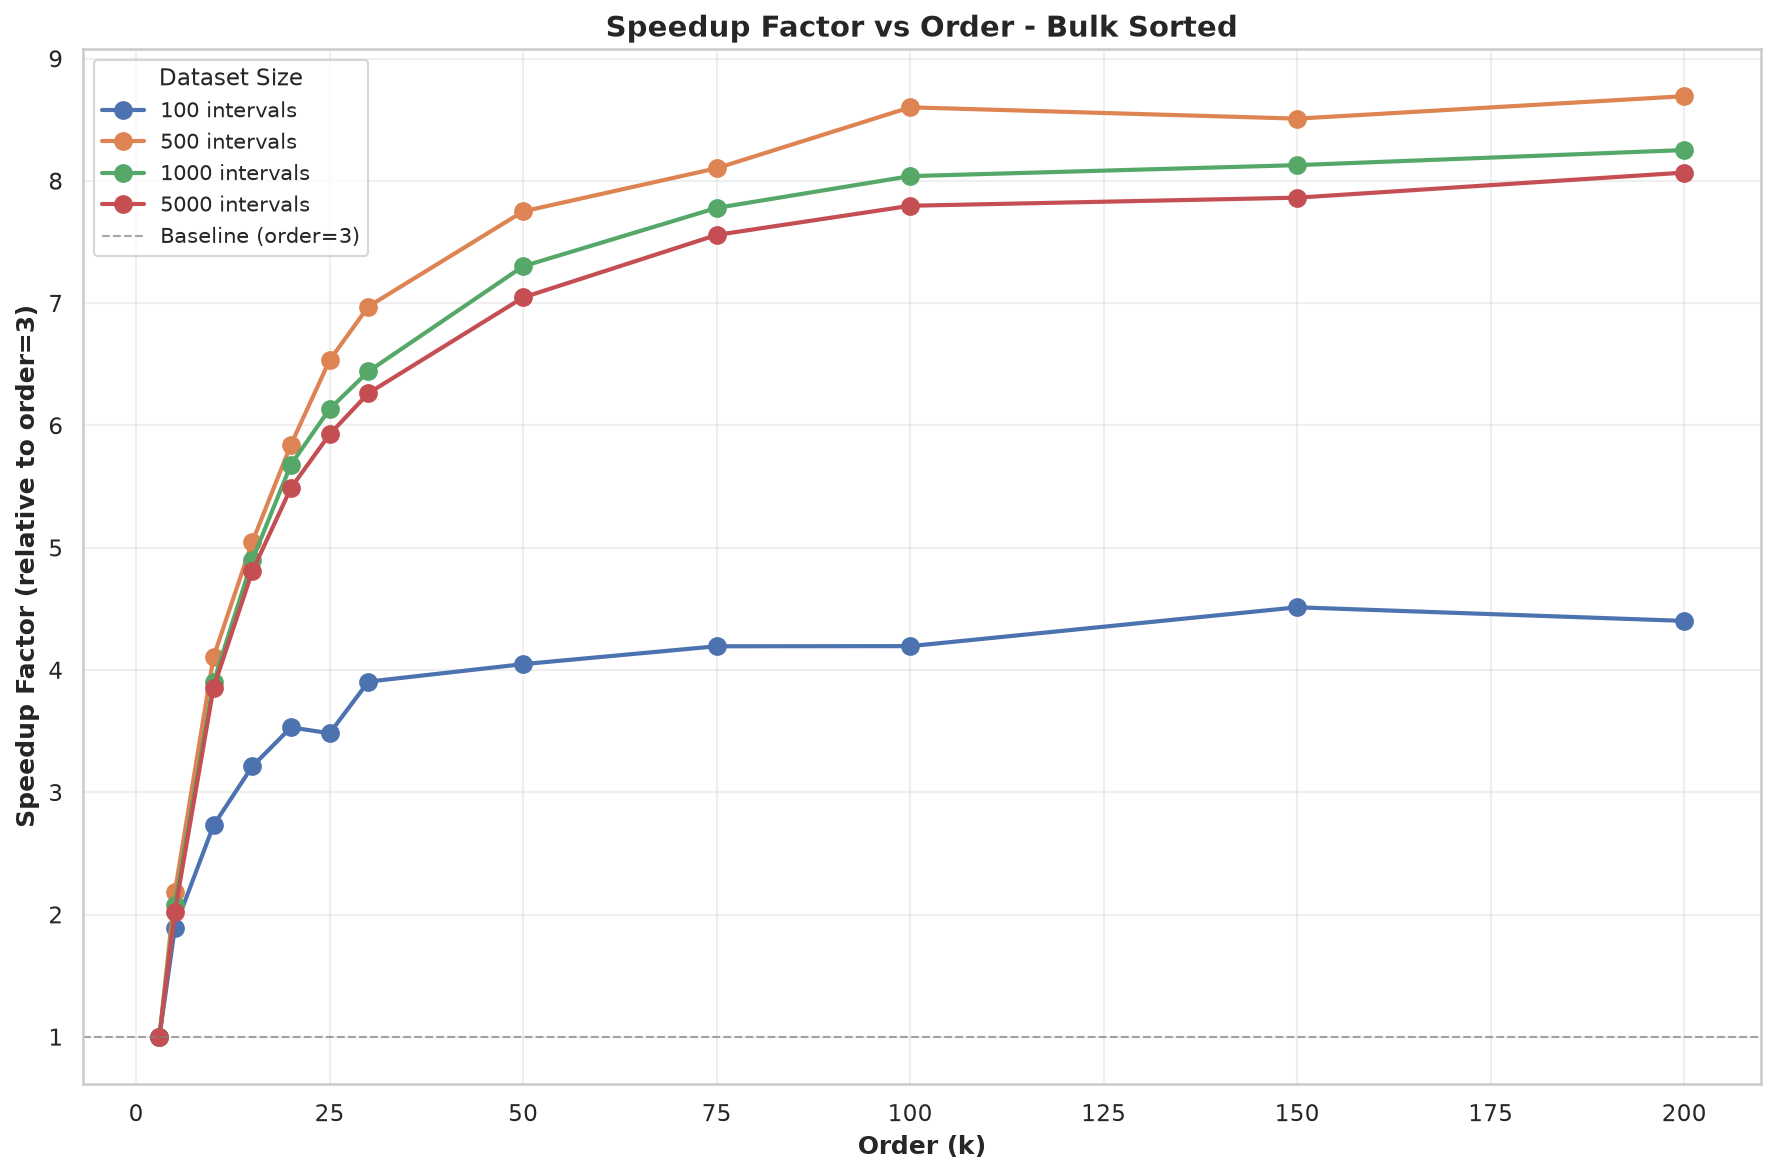 Speedup Factor vs Order - Bulk Sorted
Dataset Size
100 intervals
500 intervals
1000 intervals
5000 intervals
Baseline (order=3)
Speedup Factor (relative to order=3)
9
8
7
6
5
4
3
2
1
0 25 50 75 100 125 150 175 200
Order (k)